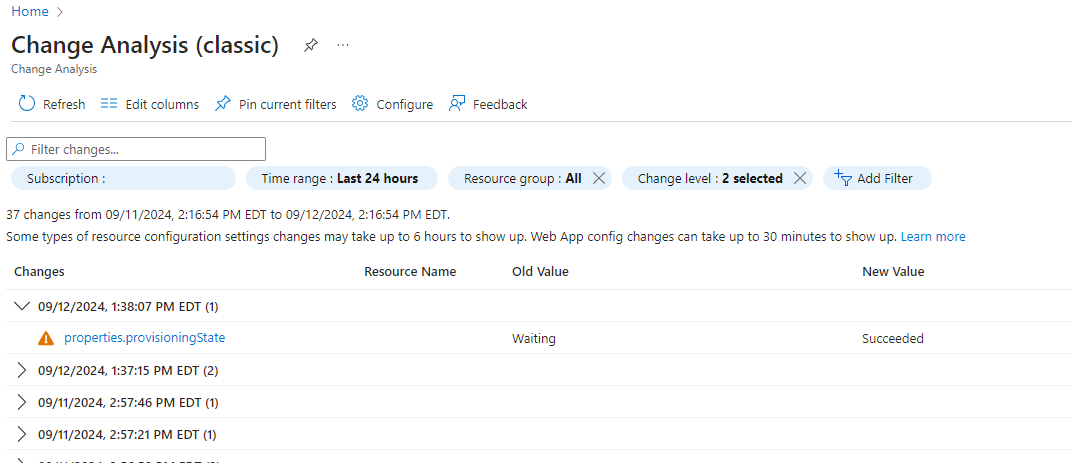 Home
Change Analysis (classic)
Change Analysis
Refresh Edit columns Pin current filters Configure Feedback
Filter changes...
Subscription : Time range : Last 24 hours Resource group : All Change level : 2 selected Add Filter
37 changes from 09/11/2024, 2:16:54 PM EDT to 09/12/2024, 2:16:54 PM EDT.
Some types of resource configuration settings changes may take up to 6 hours to show up. Web App config changes can take up to 30 minutes to show up. Learn more
Changes Resource Name Old Value New Value
09/12/2024, 1:38:07 PM EDT (1)
properties.provisioningState Waiting Succeeded
09/12/2024, 1:37:15 PM EDT (2)
09/11/2024, 2:57:46 PM EDT (1)
09/11/2024, 2:57:21 PM EDT (1)